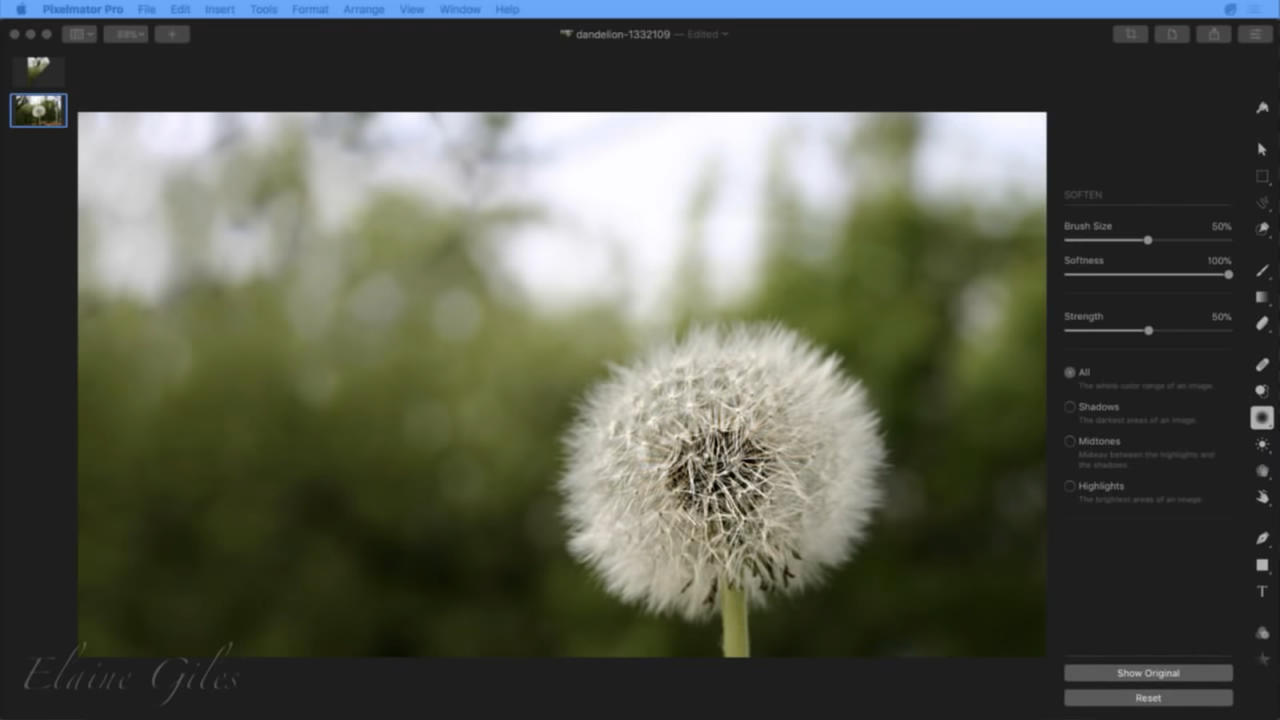 Pixelmator Pro File Edit Insert Tools Format Arrange View Window Help
88%
dandelion-1332109 — Edited
SOFTEN
Brush Size 50%
Softness 100%
Strength 50%
All
The whole color range of an image.
Shadows
The darkest areas of an image.
Midtones
Midway between the highlights and
the shadows.
Highlights
The brightest areas of an image.
T
Elaine Giles
Show Original
Reset